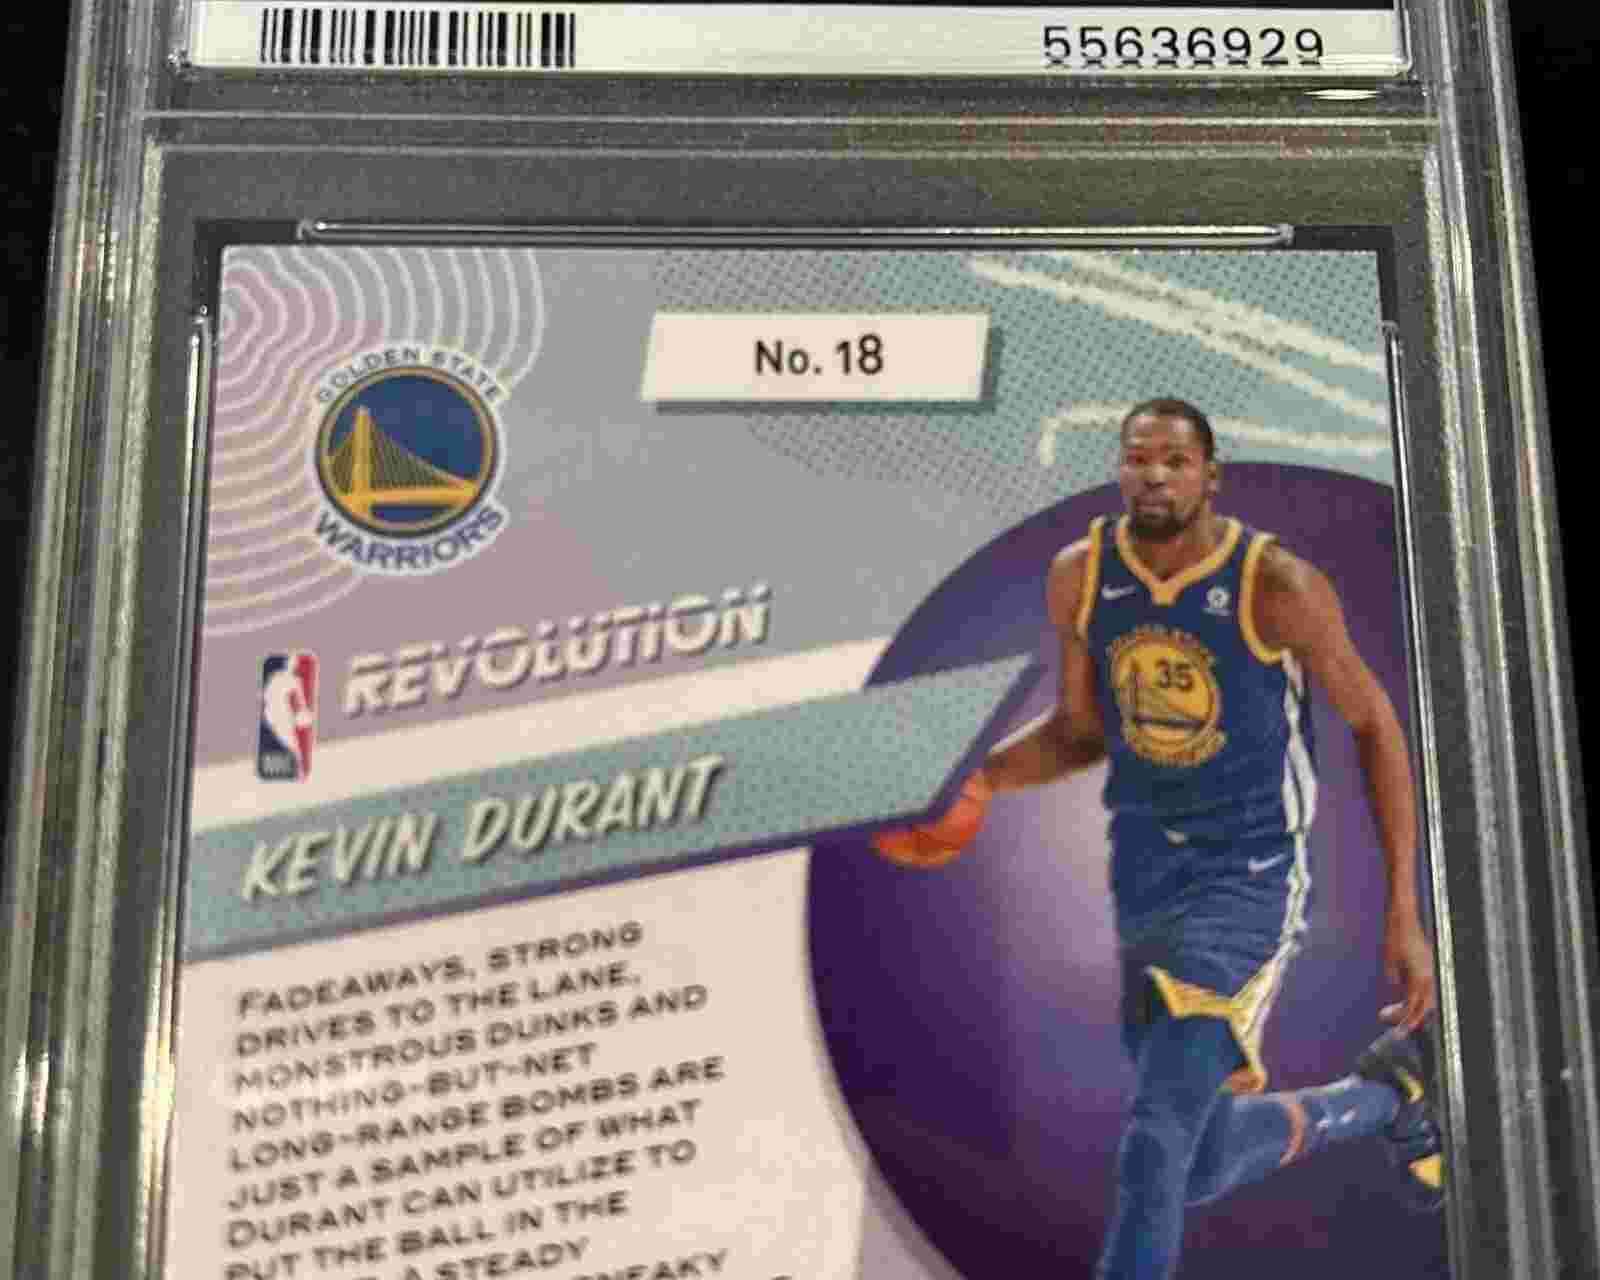 55636929
No. 18
GOLDEN STATE
WARRIORS
REVOLUTION
KEVIN DURANT
35
FADEAWAYS, STRONG
DRIVES TO THE LANE,
MONSTROUS DUNKS AND
NOTHING-BUT-NET
LONG-RANGE BOMBS ARE
JUST A SAMPLE OF WHAT
DURANT CAN UTILIZE TO
PUT THE BALL IN THE
A STEADY
SNEAKY